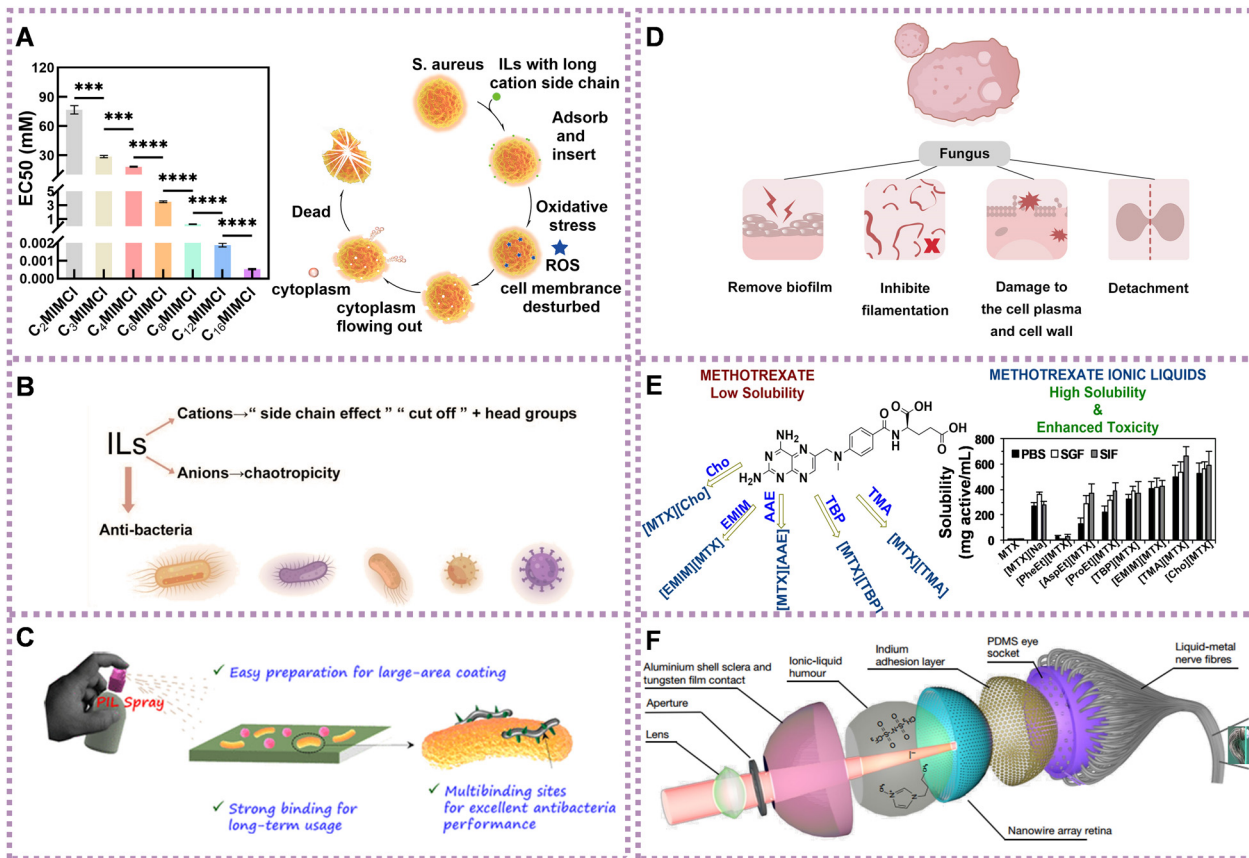 A
EC50 (mM)
120
90
60
30
5
3
1
0.002
0.001
0.000
***
***
****
****
****
****
C₂MIMCl
C₃MIMCl
C₄MIMCl
C₆MIMCl
C₈MIMCl
C₁₂MIMCl
C₁₆MIMCl
S. aureus
ILs with long
cation side chain
Adsorb
and
insert
Oxidative
stress
ROS
cell membrance
desturbed
cytoplasm
flowing out
cytoplasm
Dead
B
ILs
Cations→“ side chain effect ” “ cut off ” + head groups
Anions→chaotropicity
Anti-bacteria
C
PIL Spray
✓ Easy preparation for large-area coating
✓ Strong binding for
long-term usage
✓ Multibinding sites
for excellent antibacteria
performance
D
Fungus
Remove biofilm
Inhibite
filamentation
Damage to
the cell plasma
and cell wall
Detachment
E
METHOTREXATE
Low Solubility
NH₂
H₂N
N
N
N
N
N
O
N
H
O
OH
O
OH
Cho
EMIM
AAE
TBP
TMA
[MTX][Cho]
[EMIM][MTX]
[MTX][AAE]
[MTX][TBP]
[MTX][TMA]
METHOTREXATE IONIC LIQUIDS
High Solubility
&
Enhanced Toxicity
Solubility
(mg active/mL)
800
600
400
200
0
PBS SGF SIF
MTX
[MTX][Na]
[PheEt][MTX]
[AspEt][MTX]
[ProEt][MTX]
[TBP][MTX]
[EMIM][MTX]
[TMA][MTX]
[Cho][MTX]
F
Lens
Aperture
Aluminium shell sclera and
tungsten film contact
Ionic-liquid
humour
Indium
adhesion layer
PDMS eye
socket
Liquid-metal
nerve fibres
Nanowire array retina